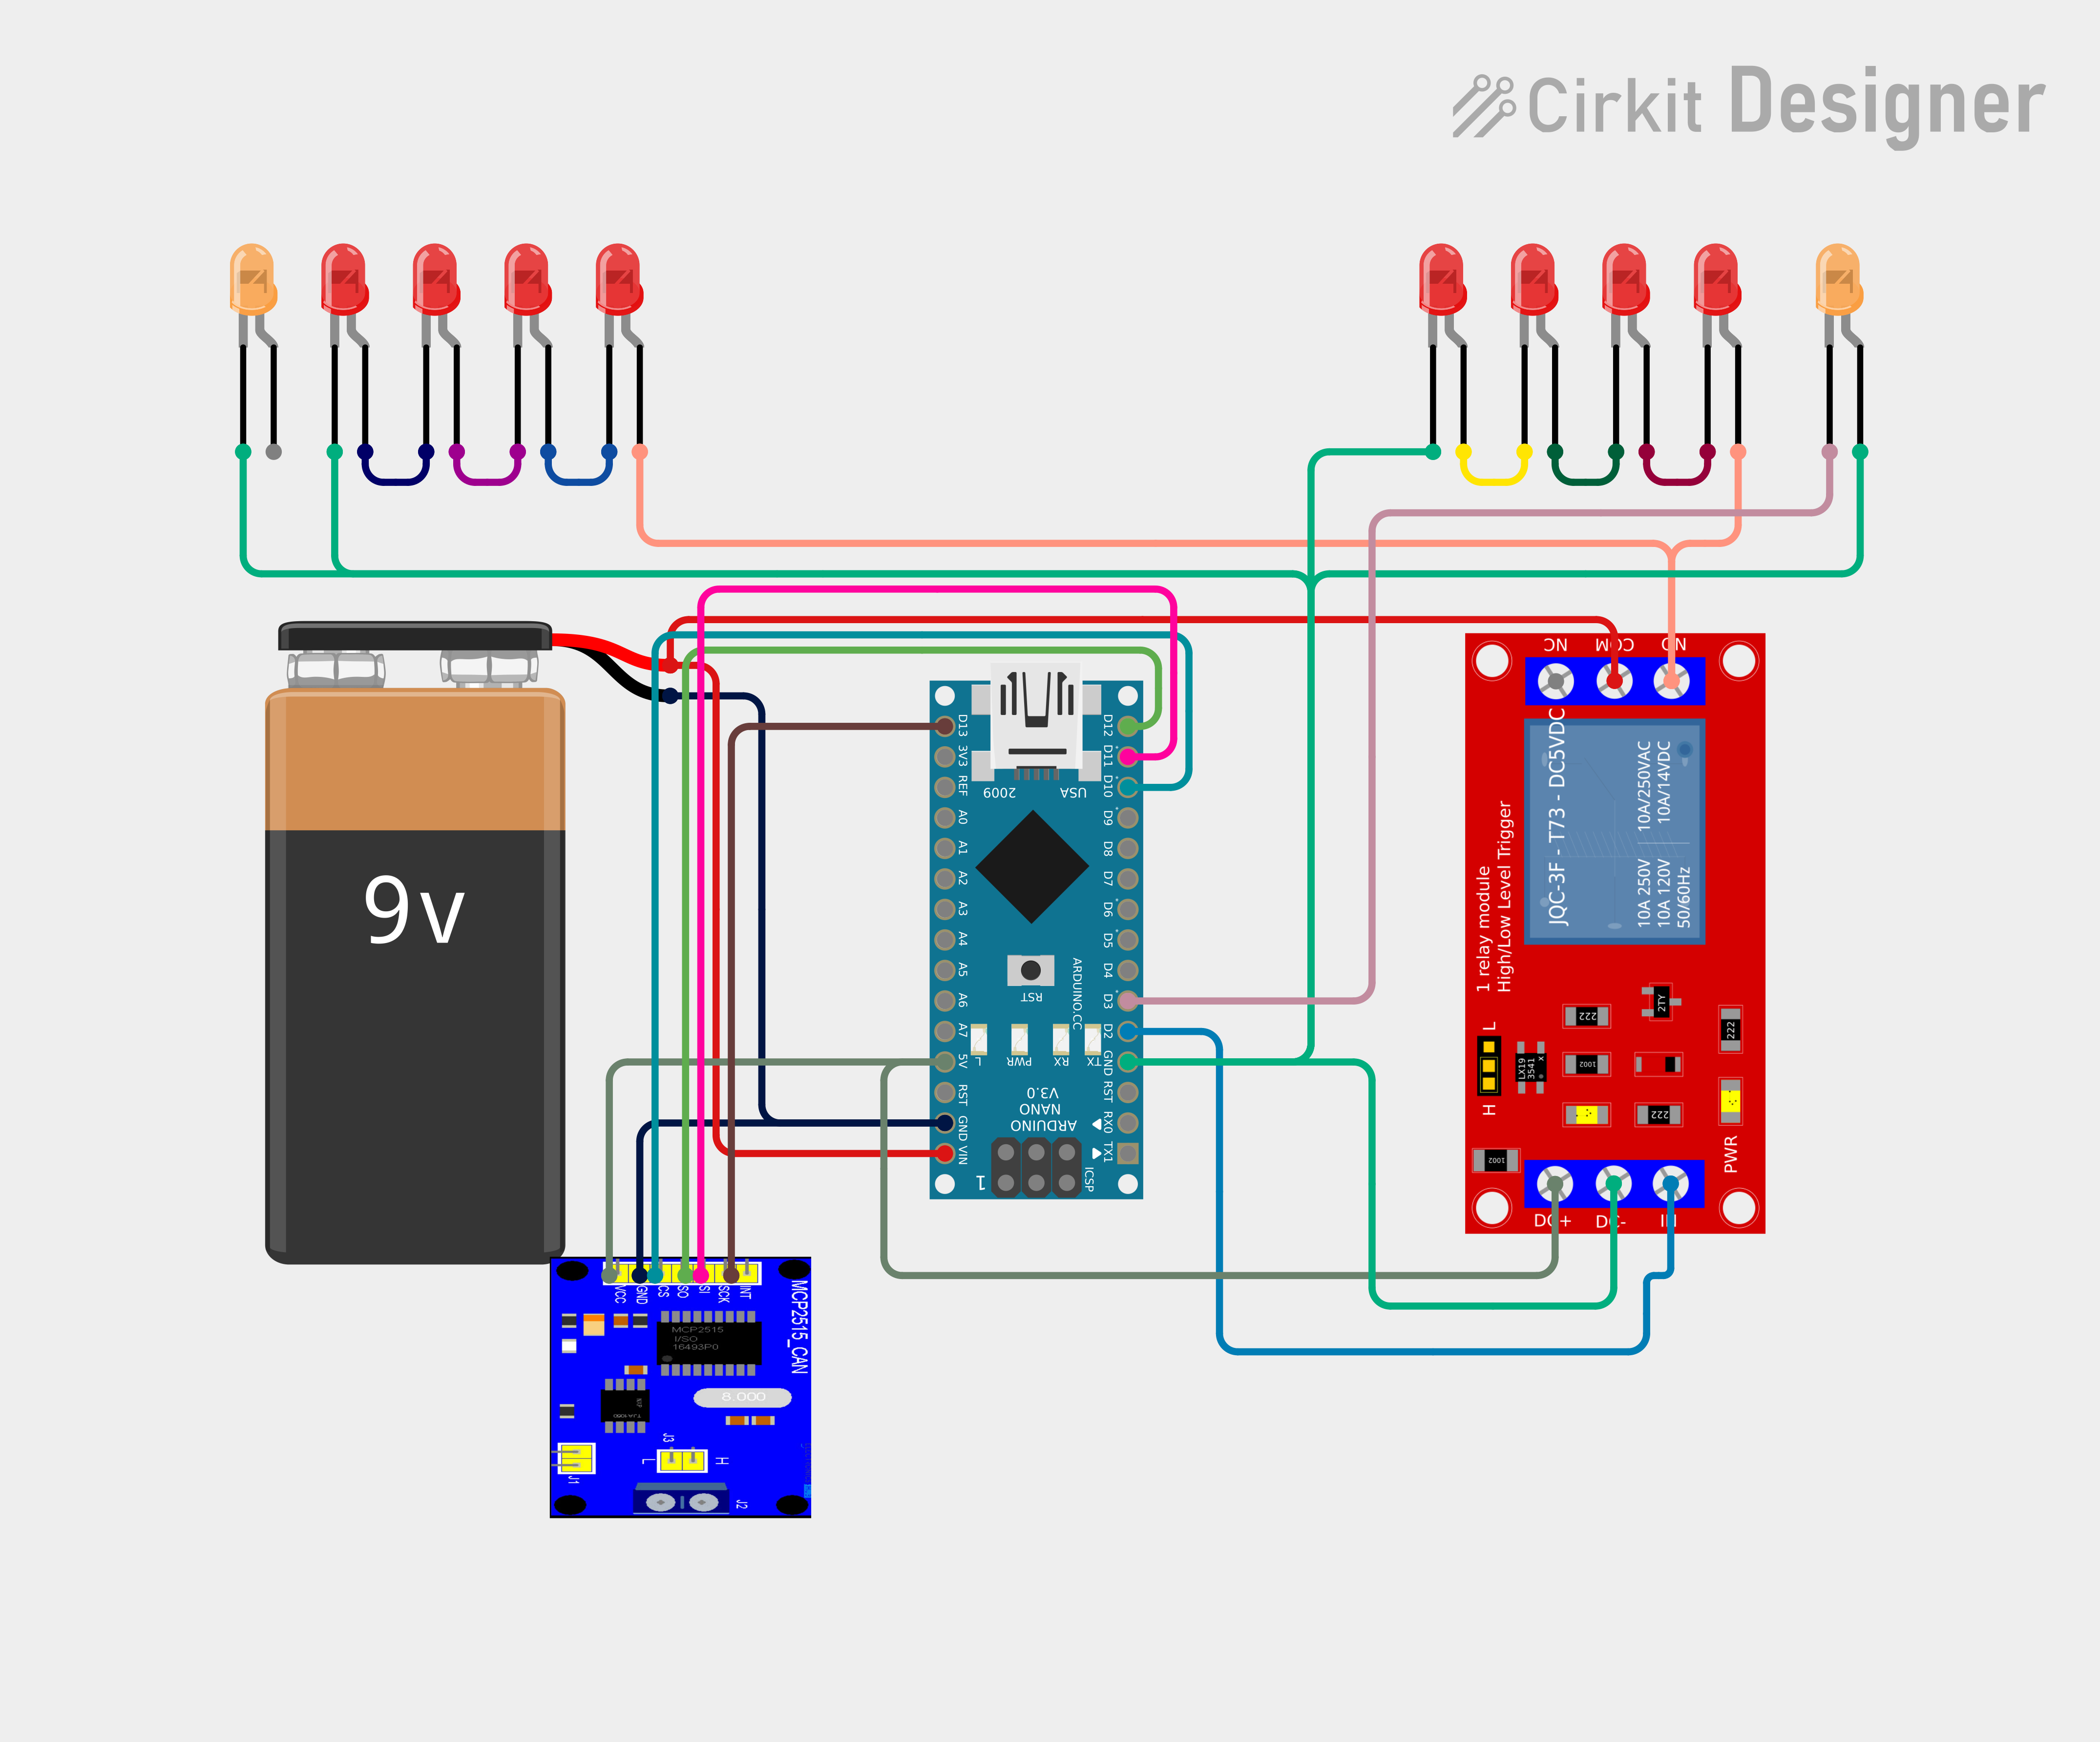 Cirkit Designer
9v
D13
3V3
REF
A0
A1
A2
A3
A4
A5
A6
A7
5V
RST
GND
VIN
D12
D11
D10
D9
D8
D7
D6
D5
D4
D3
D2
GND
RST
RX0
TX1
2009
USA
RST
ARDUINO.CC
L
PWR
RX
TX
V3.0
NANO
ARDUINO
1
ICSP
NC
COM
NO
JQC-3F - T73 - DC5VDC
10A 250V 10A/250VAC
10A 120V 10A/14VDC
50/60Hz
1 relay module
High/Low Level Trigger
L
H
LX19
3541
x
222
1002
222
2TY
222
1002
PWR
DC+
DC-
IN
VCC
GND
CS
SO
SI
SCK
INT
MCP2515_CAN
MCP2515
I/SO
16493P0
8.000
TJA1050
J3
L
H
J1
J2